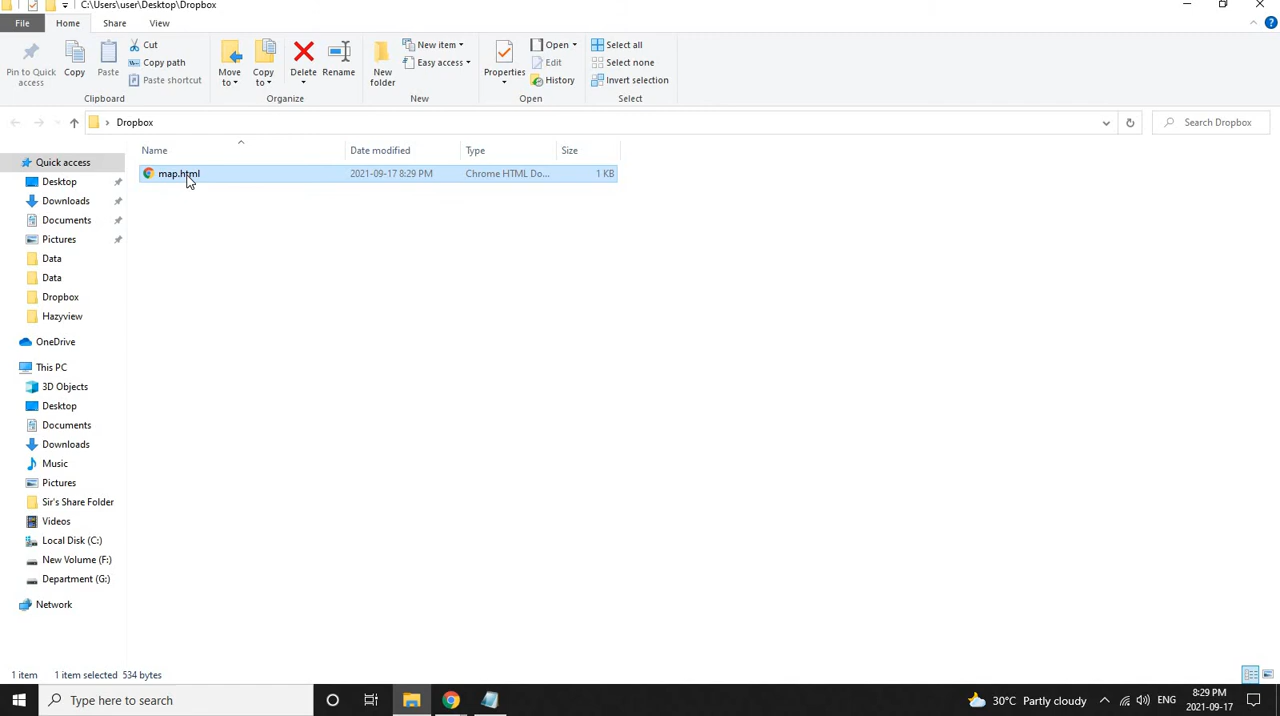 C:\Users\user\Desktop\Dropbox
File Home Share View
Pin to Quick access
Copy
Paste
Cut
Copy path
Paste shortcut
Clipboard
Move to
Copy to
Delete
Rename
Organize
New folder
New item
Easy access
New
Properties
Open
Edit
History
Open
Select all
Select none
Invert selection
Select
Dropbox
Search Dropbox
Name Date modified Type Size
map.html 2021-09-17 8:29 PM Chrome HTML Do... 1 KB
Quick access
Desktop
Downloads
Documents
Pictures
Data
Data
Dropbox
Hazyview
OneDrive
This PC
3D Objects
Desktop
Documents
Downloads
Music
Pictures
Sir's Share Folder
Videos
Local Disk (C:)
New Volume (F:)
Department (G:)
Network
1 item 1 item selected 534 bytes
Type here to search
30°C Partly cloudy
ENG
8:29 PM
2021-09-17